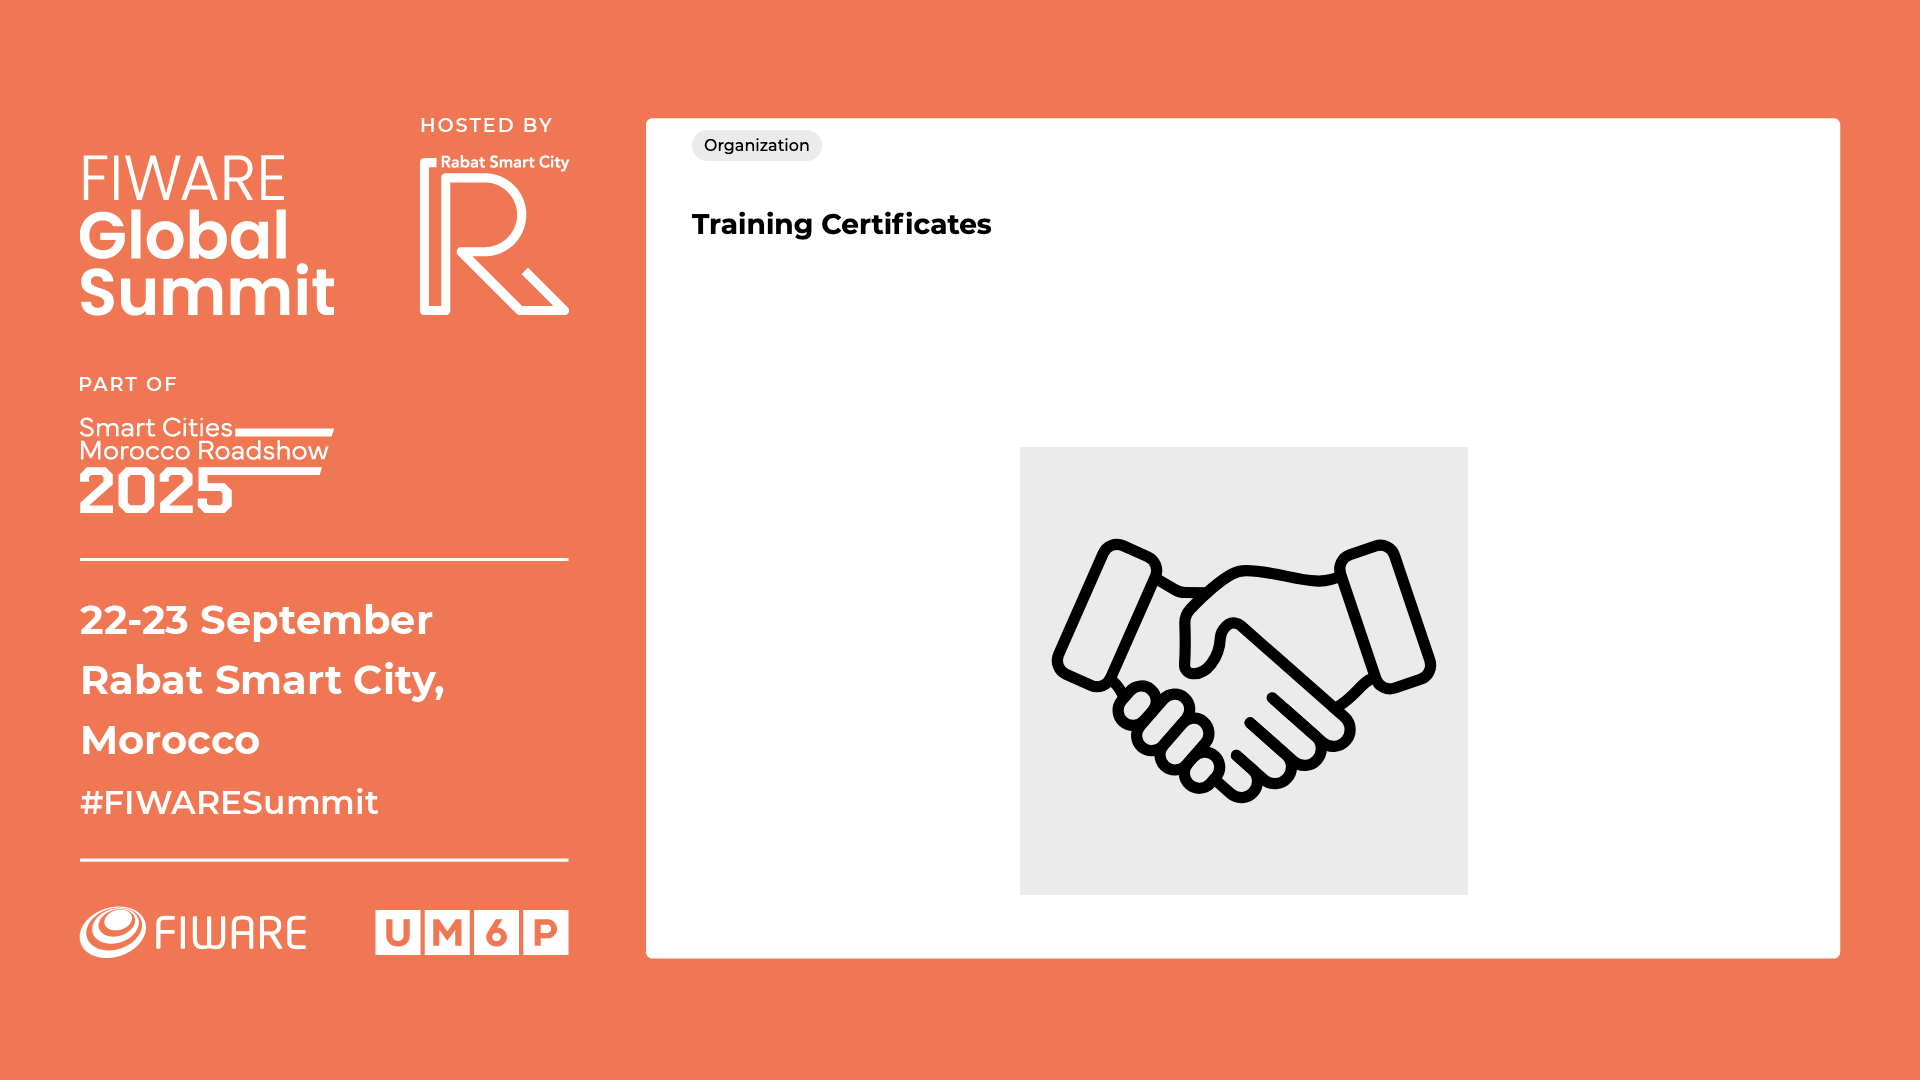 FIWARE
Global
Summit
HOSTED BY
Rabat Smart City
R
PART OF
Smart Cities
Morocco Roadshow
2025
22-23 September
Rabat Smart City,
Morocco
#FIWARESummit
FIWARE
UM6P
Organization
Training Certificates